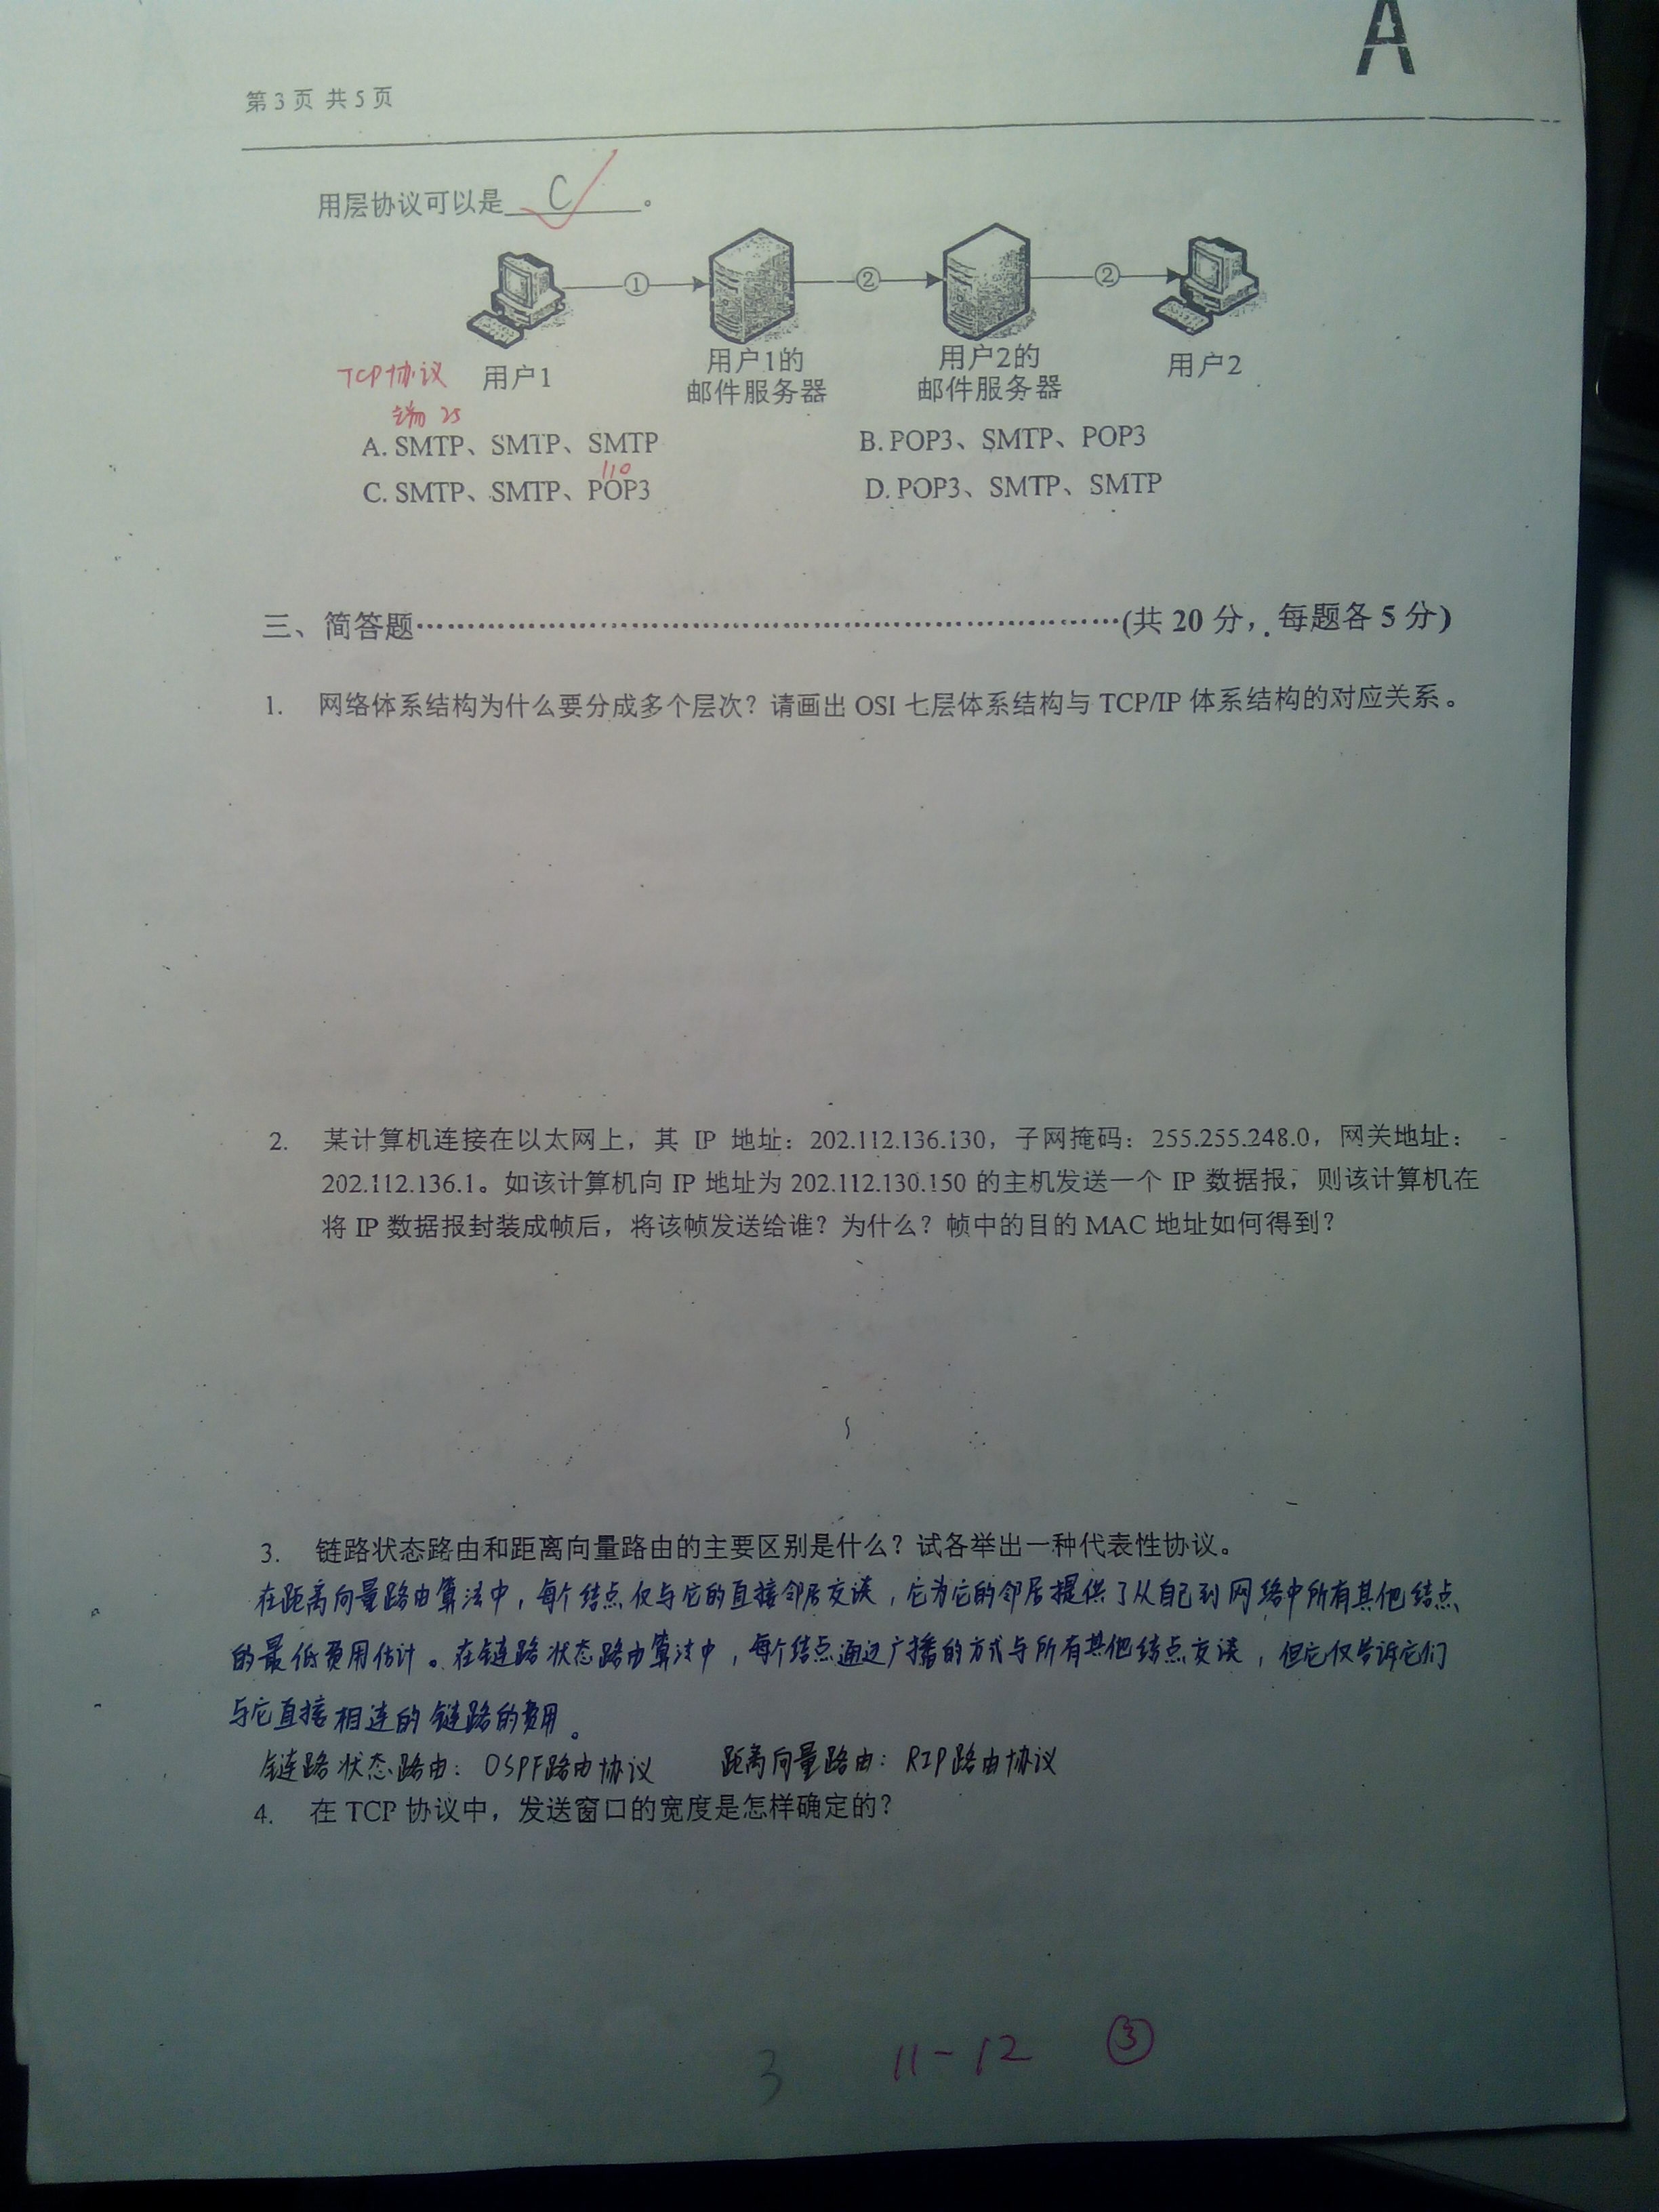 A
第 3 页 共 5 页
用层协议可以是 C 。
① ② ②
用户1
用户1的
邮件服务器
用户2的
邮件服务器
用户2
TCP协议
端 25
A. SMTP、SMTP、SMTP
B. POP3、SMTP、POP3
110
C. SMTP、SMTP、POP3
D. POP3、SMTP、SMTP
三、简答题……………………………………………………………(共 20 分，每题各 5 分)
1. 网络体系结构为什么要分成多个层次？请画出 OSI 七层体系结构与 TCP/IP 体系结构的对应关系。
2. 某计算机连接在以太网上，其 IP 地址：202.112.136.130，子网掩码：255.255.248.0，网关地址：
202.112.136.1。如该计算机向 IP 地址为 202.112.130.150 的主机发送一个 IP 数据报，则该计算机在
将 IP 数据报封装成帧后，将该帧发送给谁？为什么？帧中的目的 MAC 地址如何得到？
3. 链路状态路由和距离向量路由的主要区别是什么？试各举出一种代表性协议。
在距离向量路由算法中，每个结点仅与它的直接邻居交谈，它为它的邻居提供了从自己到网络中所有其他结点
的最低费用估计。在链路状态路由算法中，每个结点通过广播的方式与所有其他结点交谈，但它仅告诉它们
与它直接相连的链路的费用。
链路状态路由：OSPF路由协议 距离向量路由：RIP路由协议
4. 在 TCP 协议中，发送窗口的宽度是怎样确定的？
3 11-12 ③